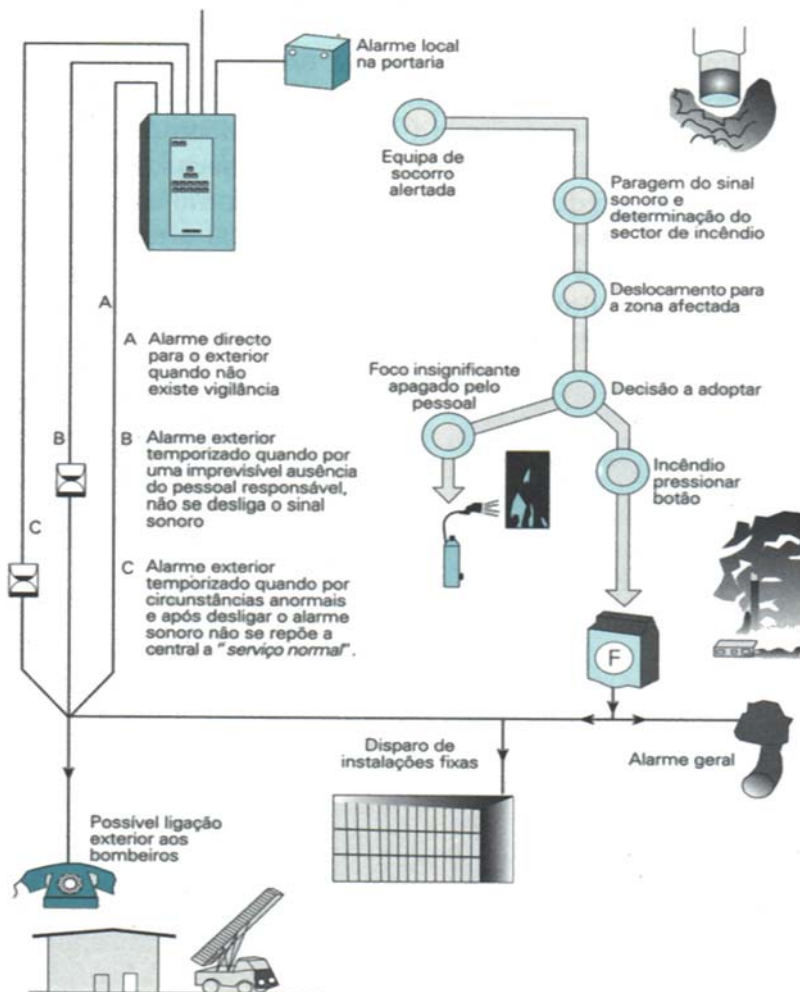 Alarme local
na portaria
Equipa de
socorro
alertada
Paragem do sinal
sonoro e
determinação do
sector de incêndio
Deslocamento para
a zona afectada
Decisão a adoptar
Foco insignificante
apagado pelo
pessoal
Incêndio
pressionar
botão
A
A Alarme directo
para o exterior
quando não
existe vigilância
B
B Alarme exterior
temporizado quando por
uma imprevisível ausência
do pessoal responsável,
não se desliga o sinal
sonoro
C
C Alarme exterior
temporizado quando por
circunstâncias anormais
e após desligar o alarme
sonoro não se repõe a
central a "serviço normal".
F
Disparo de
instalações fixas
Alarme geral
Possível ligação
exterior aos
bombeiros